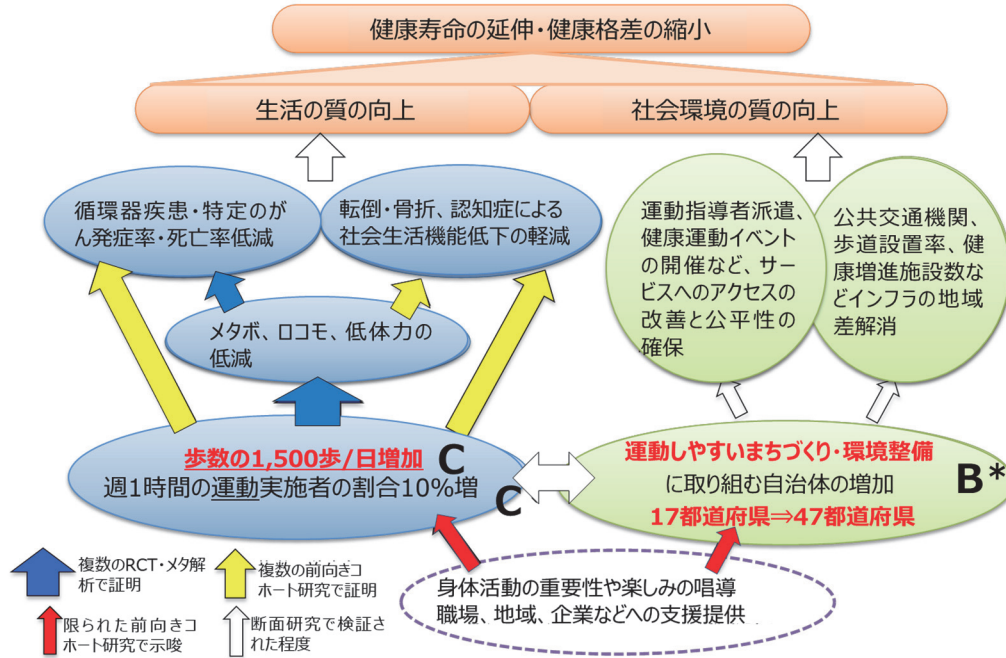 健康寿命の延伸・健康格差の縮小
生活の質の向上
社会環境の質の向上
循環器疾患・特定のが
ん発症率・死亡率低減
転倒・骨折、認知症による
社会生活機能低下の軽減
運動指導者派遣、
健康運動イベント
の開催など、サー
ビスへのアクセスの
改善と公平性の
確保
公共交通機関、
歩道設置率、健
康増進施設数な
どインフラの地域
差解消
メタボ、ロコモ、低体力の
低減
歩数の1,500歩/日増加 C
週1時間の運動実施者の割合10%増 C
運動しやすいまちづくり・環境整備
に取り組む自治体の増加 B*
17都道府県⇒47都道府県
身体活動の重要性や楽しみの唱導
職場、地域、企業などへの支援提供
複数のRCT・メタ解
析で証明
複数の前向きコ
ホート研究で証明
限られた前向きコ
ホート研究で示唆
断面研究で検証さ
れた程度